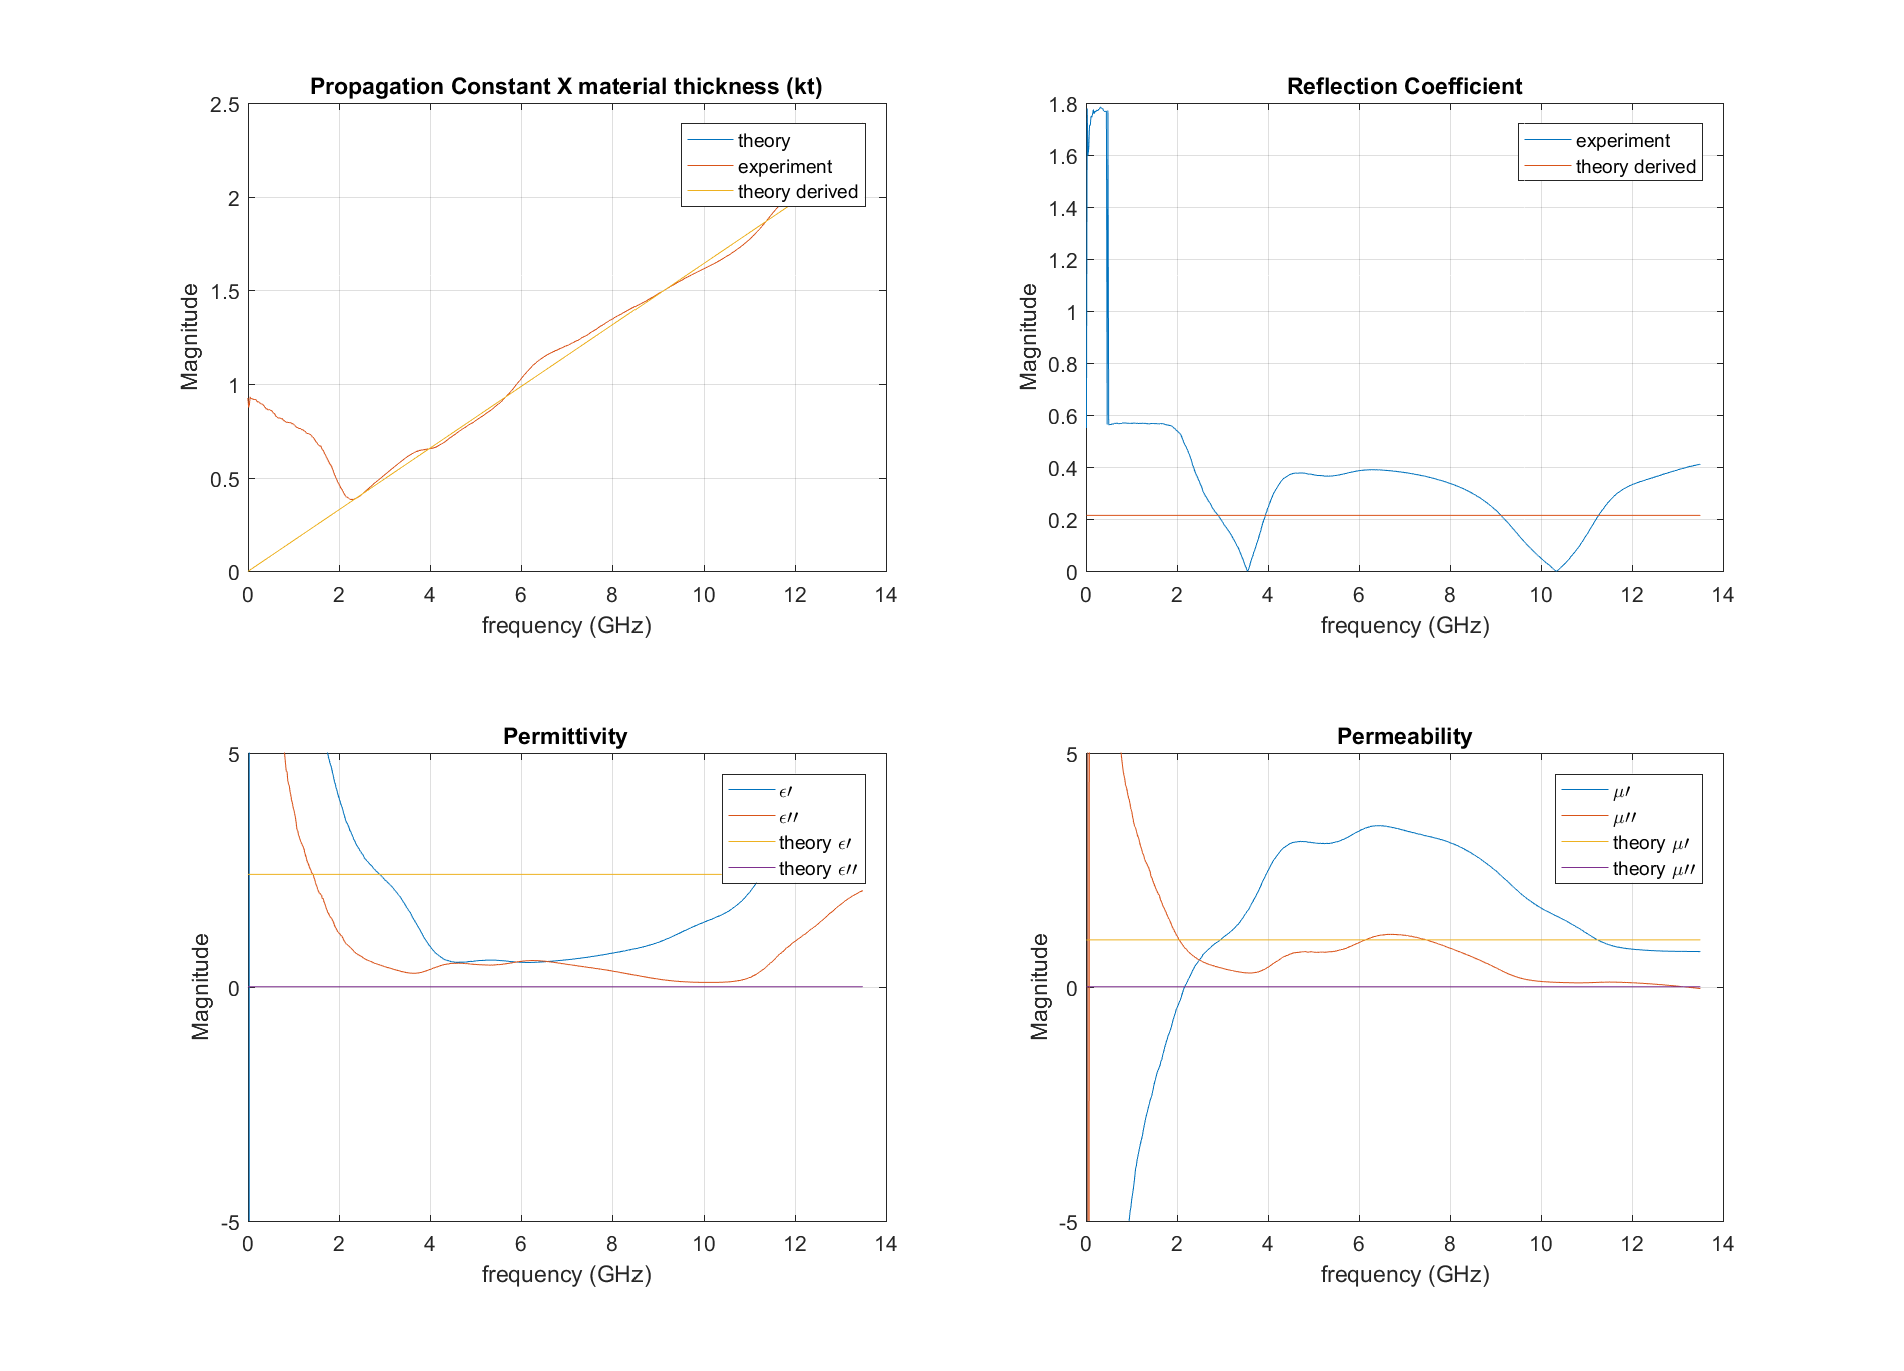 Propagation Constant X material thickness (kt)
2.5
2
1.5
1
0.5
0
Magnitude
theory
experiment
theory derived
0 2 4 6 8 10 12 14
frequency (GHz)
Reflection Coefficient
1.8
1.6
1.4
1.2
1
0.8
0.6
0.4
0.2
0
Magnitude
experiment
theory derived
0 2 4 6 8 10 12 14
frequency (GHz)
Permittivity
5
0
-5
Magnitude
ϵ′
ϵ′′
theory ϵ′
theory ϵ′′
0 2 4 6 8 10 12 14
frequency (GHz)
Permeability
5
0
-5
Magnitude
μ′
μ′′
theory μ′
theory μ′′
0 2 4 6 8 10 12 14
frequency (GHz)